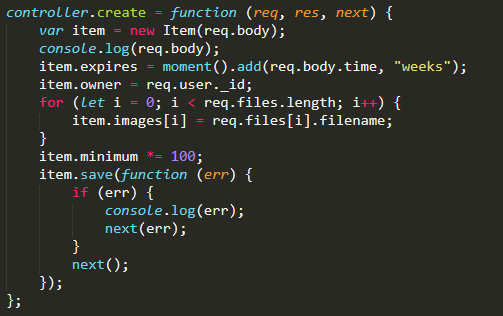 controller.create = function (req, res, next) {
    var item = new Item(req.body);
    console.log(req.body);
    item.expires = moment().add(req.body.time, "weeks");
    item.owner = req.user._id;
    for (let i = 0; i < req.files.length; i++) {
        item.images[i] = req.files[i].filename;
    }
    item.minimum *= 100;
    item.save(function (err) {
        if (err) {
            console.log(err);
            next(err);
        }
        next();
    });
};